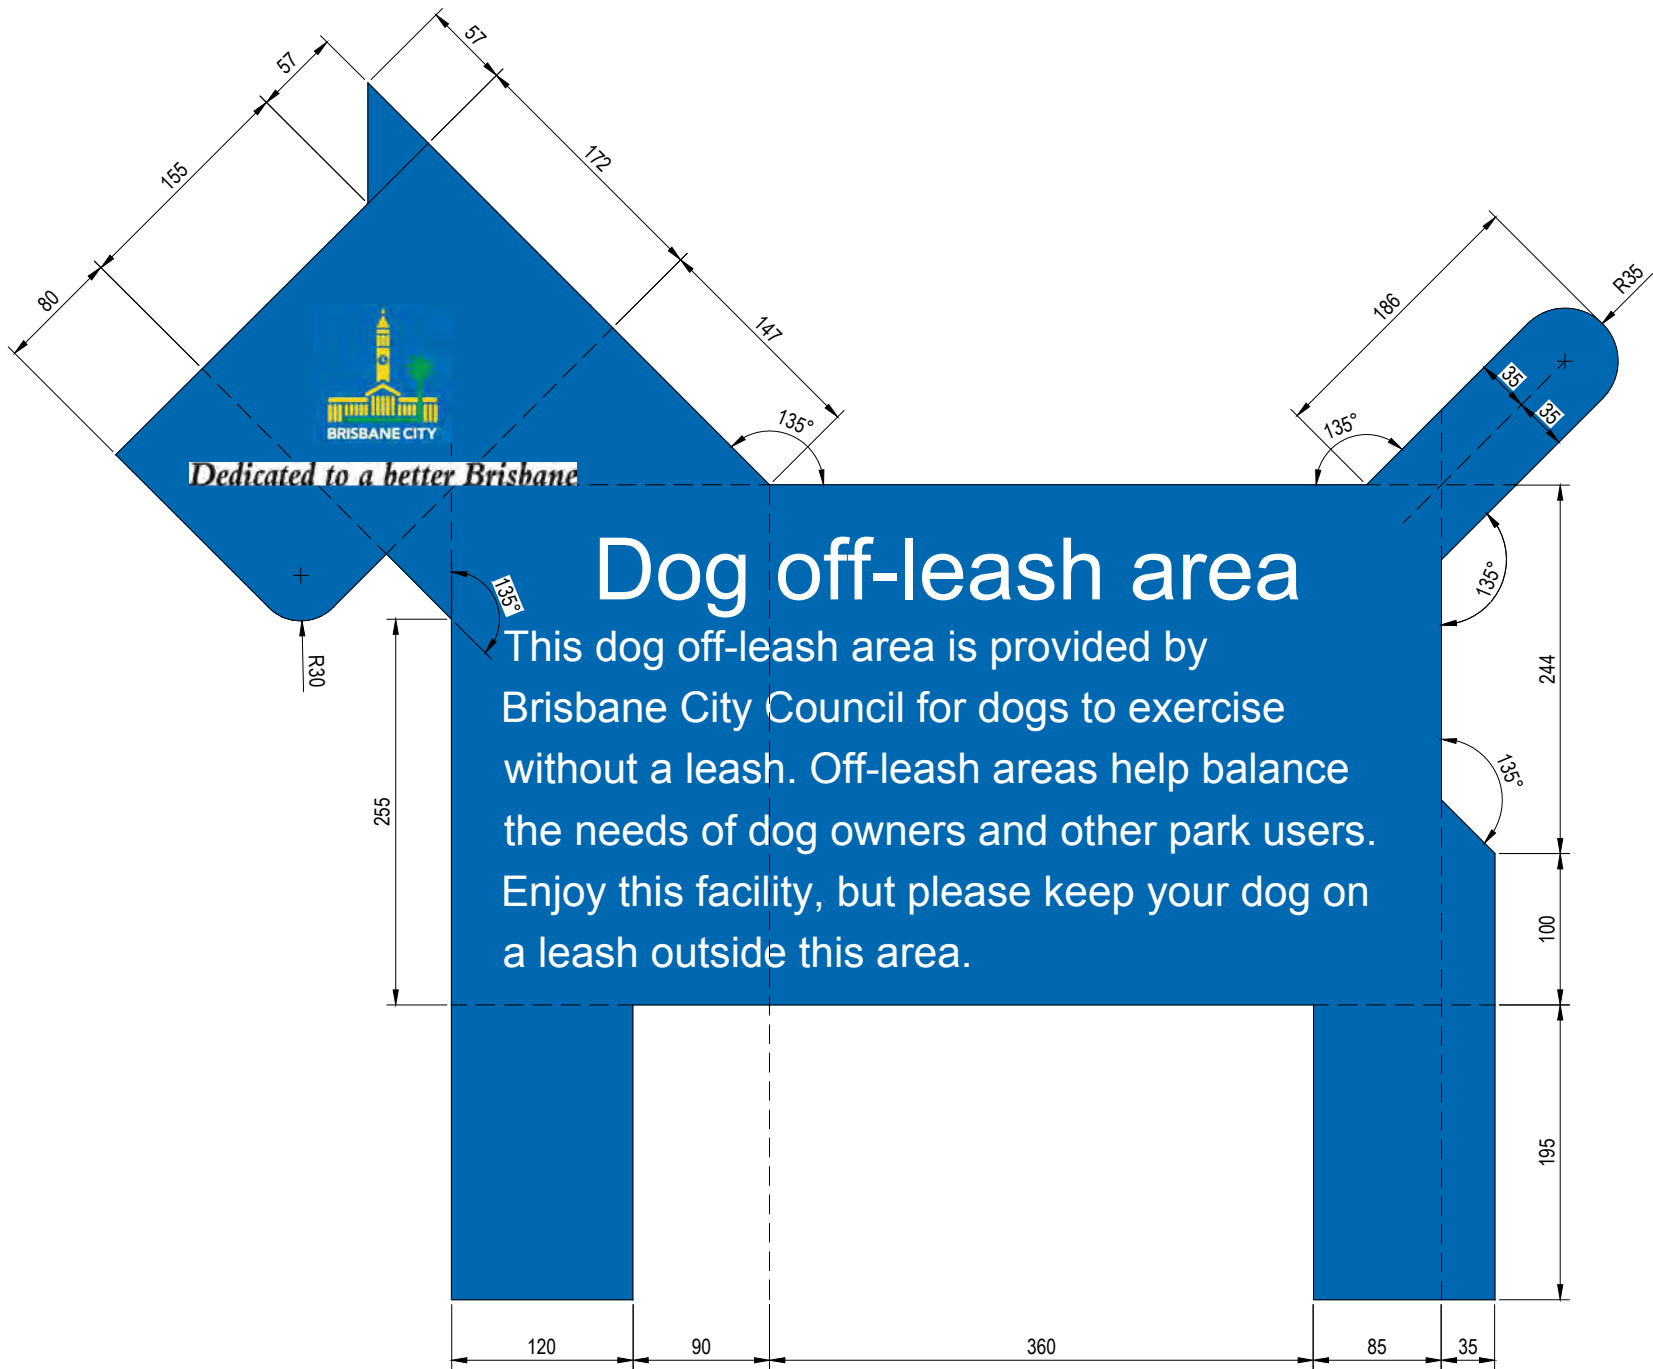 57
57
155
172
80
147
186
R35
135°
135°
35
35
BRISBANE CITY
Dedicated to a better Brisbane
Dog off-leash area
135°
135°
This dog off-leash area is provided by
R30
244
Brisbane City Council for dogs to exercise
without a leash. Off-leash areas help balance
135°
255
the needs of dog owners and other park users.
Enjoy this facility, but please keep your dog on
100
a leash outside this area.
195
120
90
360
85
35